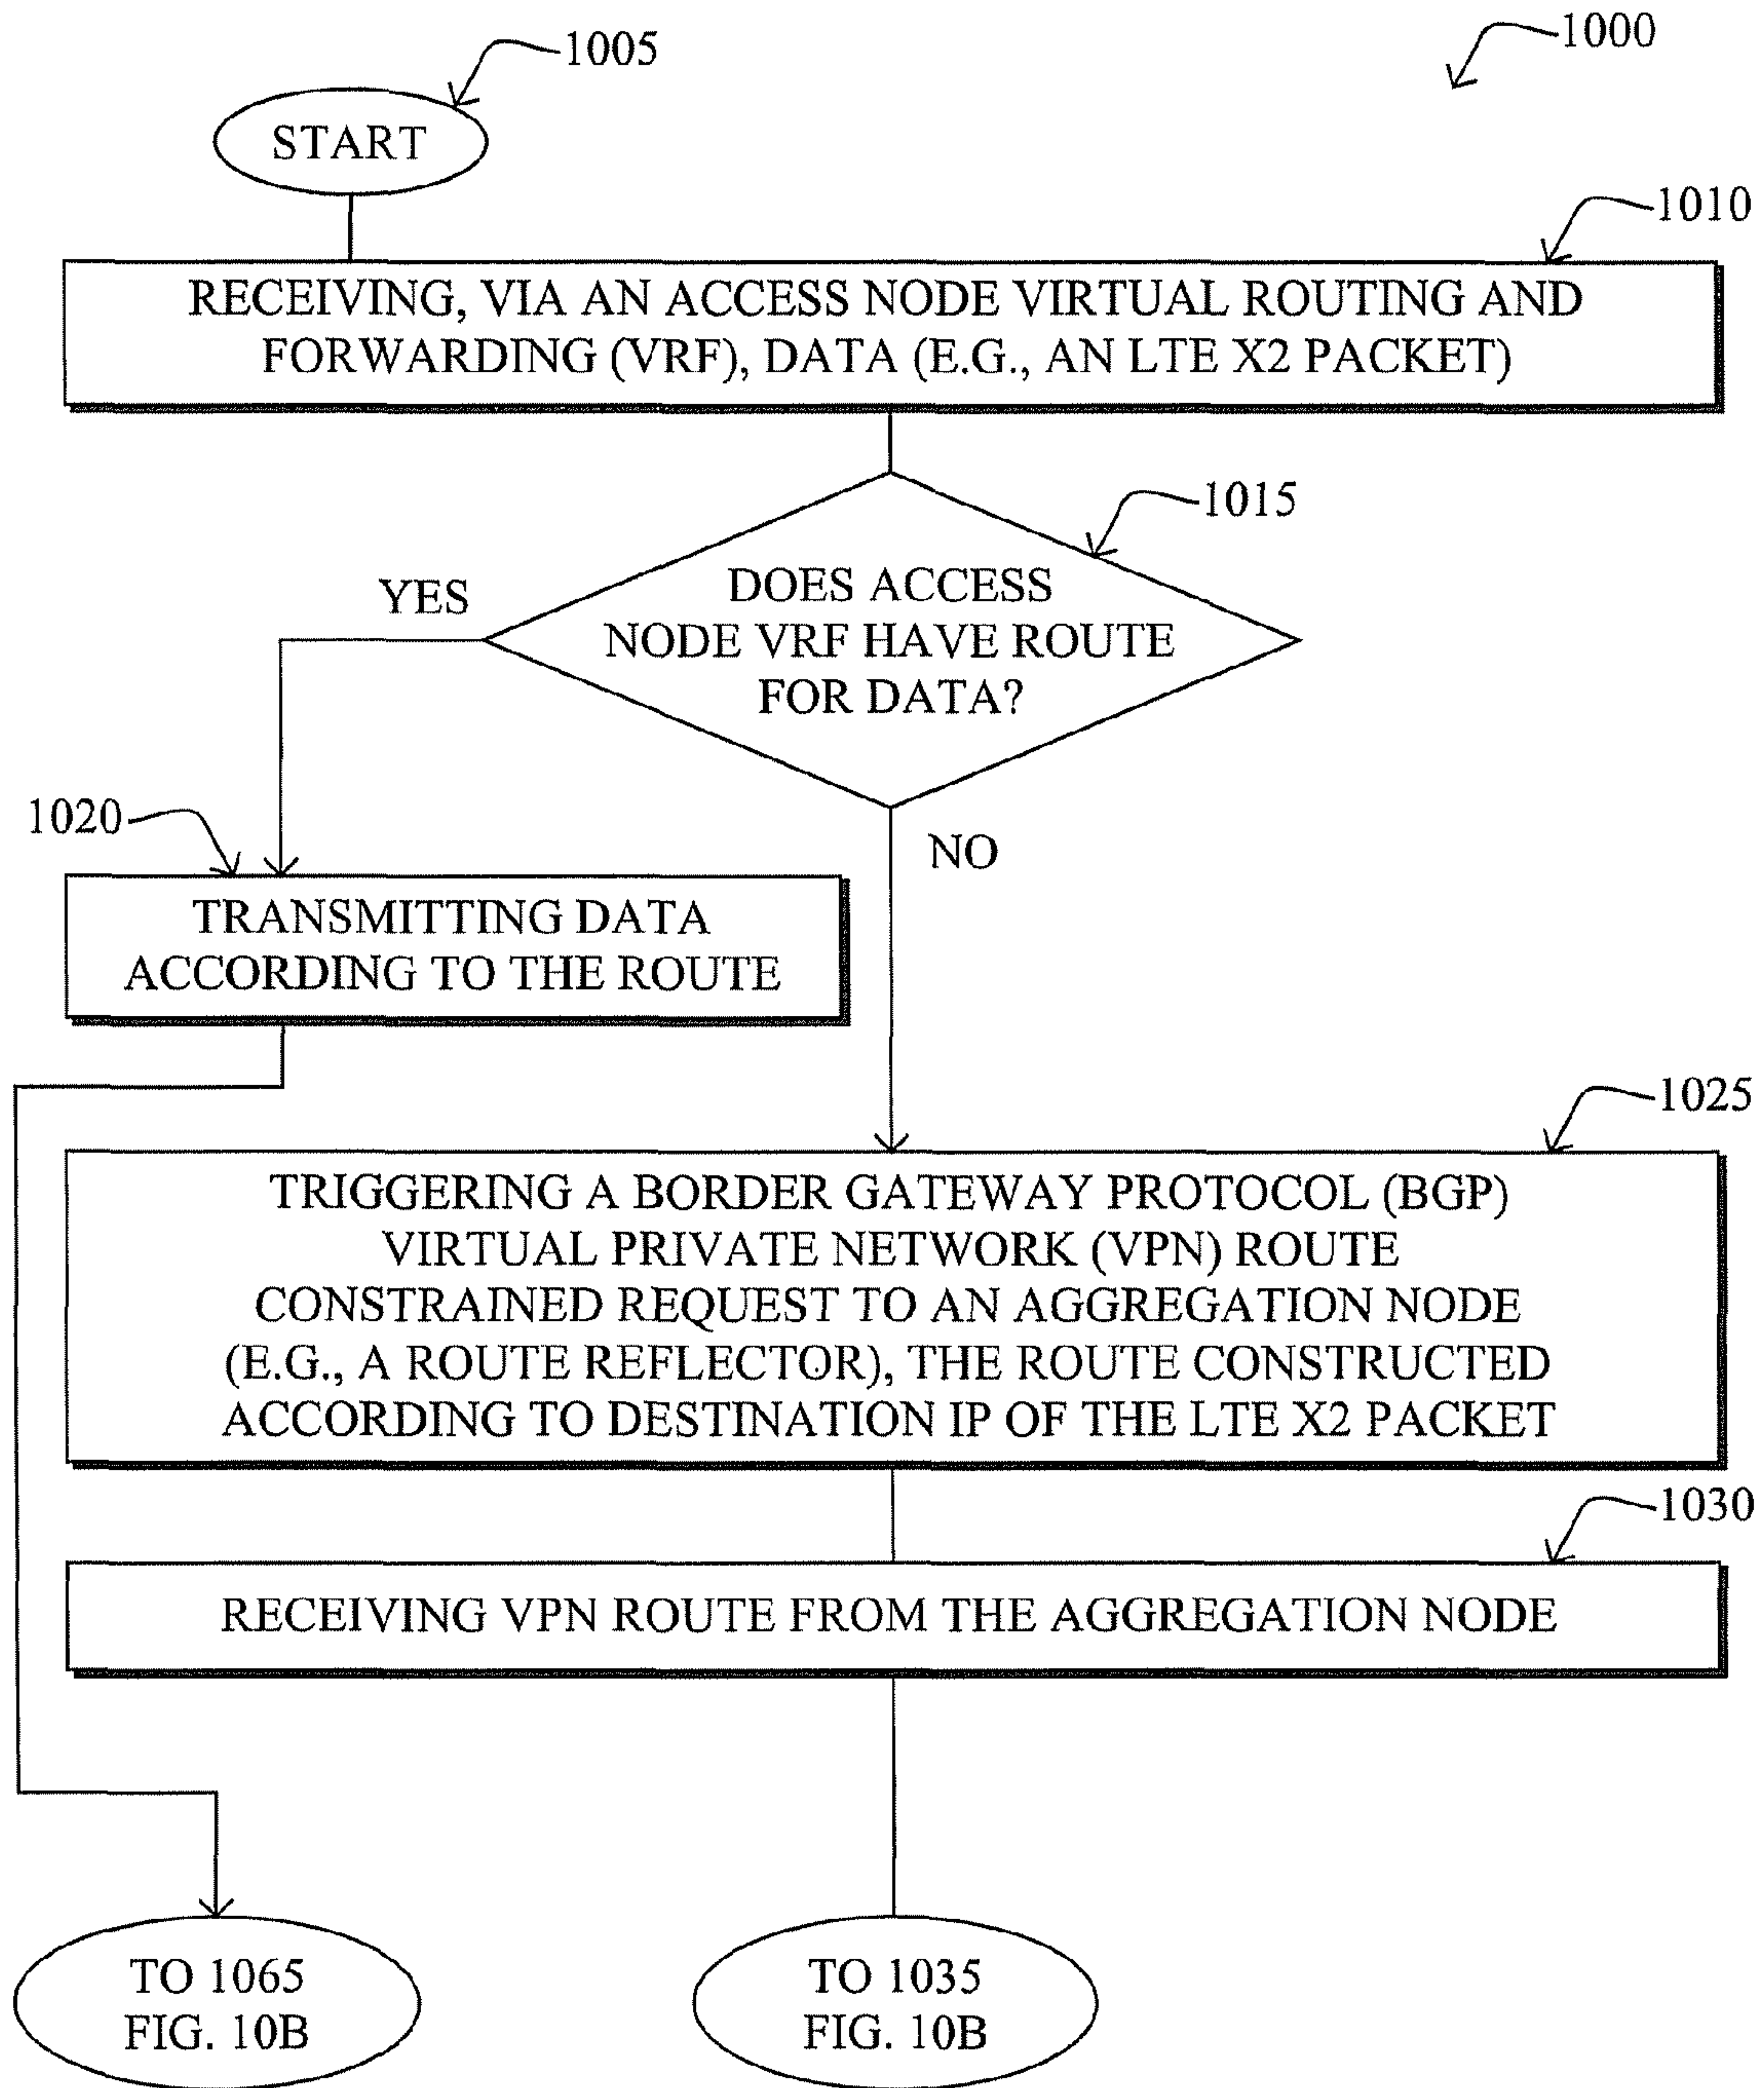 1000
1005
START
1010
RECEIVING, VIA AN ACCESS NODE VIRTUAL ROUTING AND
FORWARDING (VRF), DATA (E.G., AN LTE X2 PACKET)
1015
DOES ACCESS
NODE VRF HAVE ROUTE
FOR DATA?
YES
NO
1020
TRANSMITTING DATA
ACCORDING TO THE ROUTE
1025
TRIGGERING A BORDER GATEWAY PROTOCOL (BGP)
VIRTUAL PRIVATE NETWORK (VPN) ROUTE
CONSTRAINED REQUEST TO AN AGGREGATION NODE
(E.G., A ROUTE REFLECTOR), THE ROUTE CONSTRUCTED
ACCORDING TO DESTINATION IP OF THE LTE X2 PACKET
1030
RECEIVING VPN ROUTE FROM THE AGGREGATION NODE
TO 1065
FIG. 10B
TO 1035
FIG. 10B